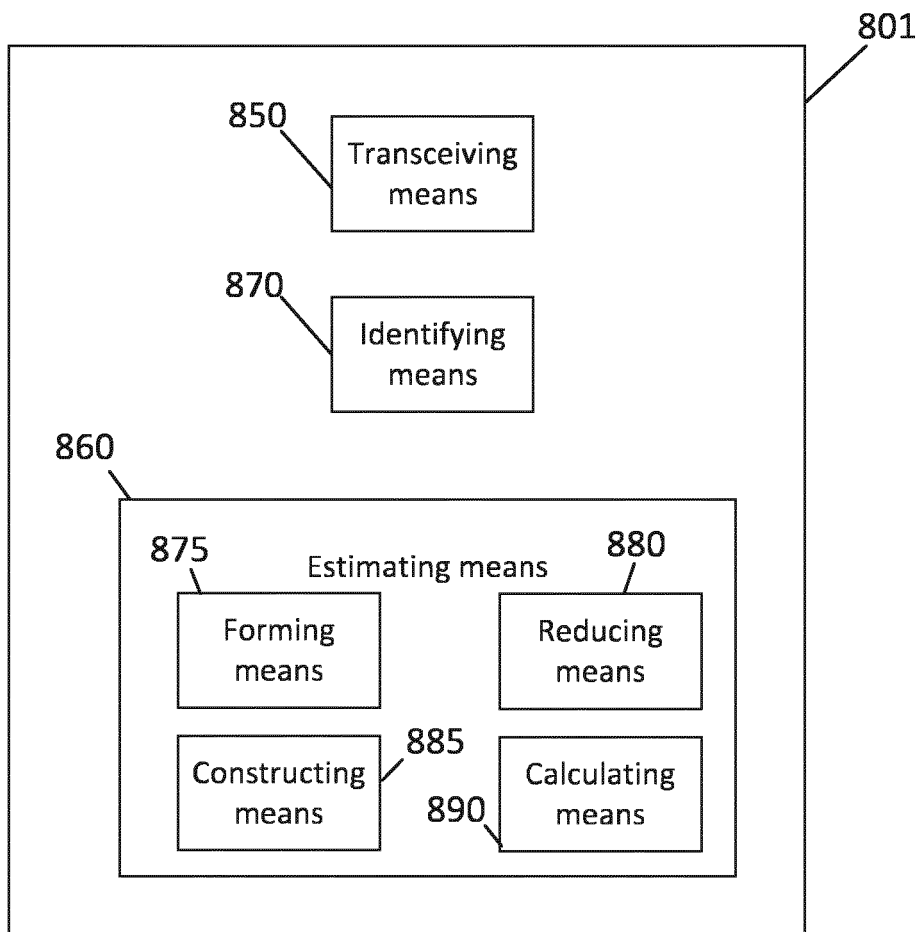 801
850
Transceiving
means
870
Identifying
means
860
875
880
Estimating means
Forming
means
Reducing
means
885
Constructing
means
Calculating
means
890